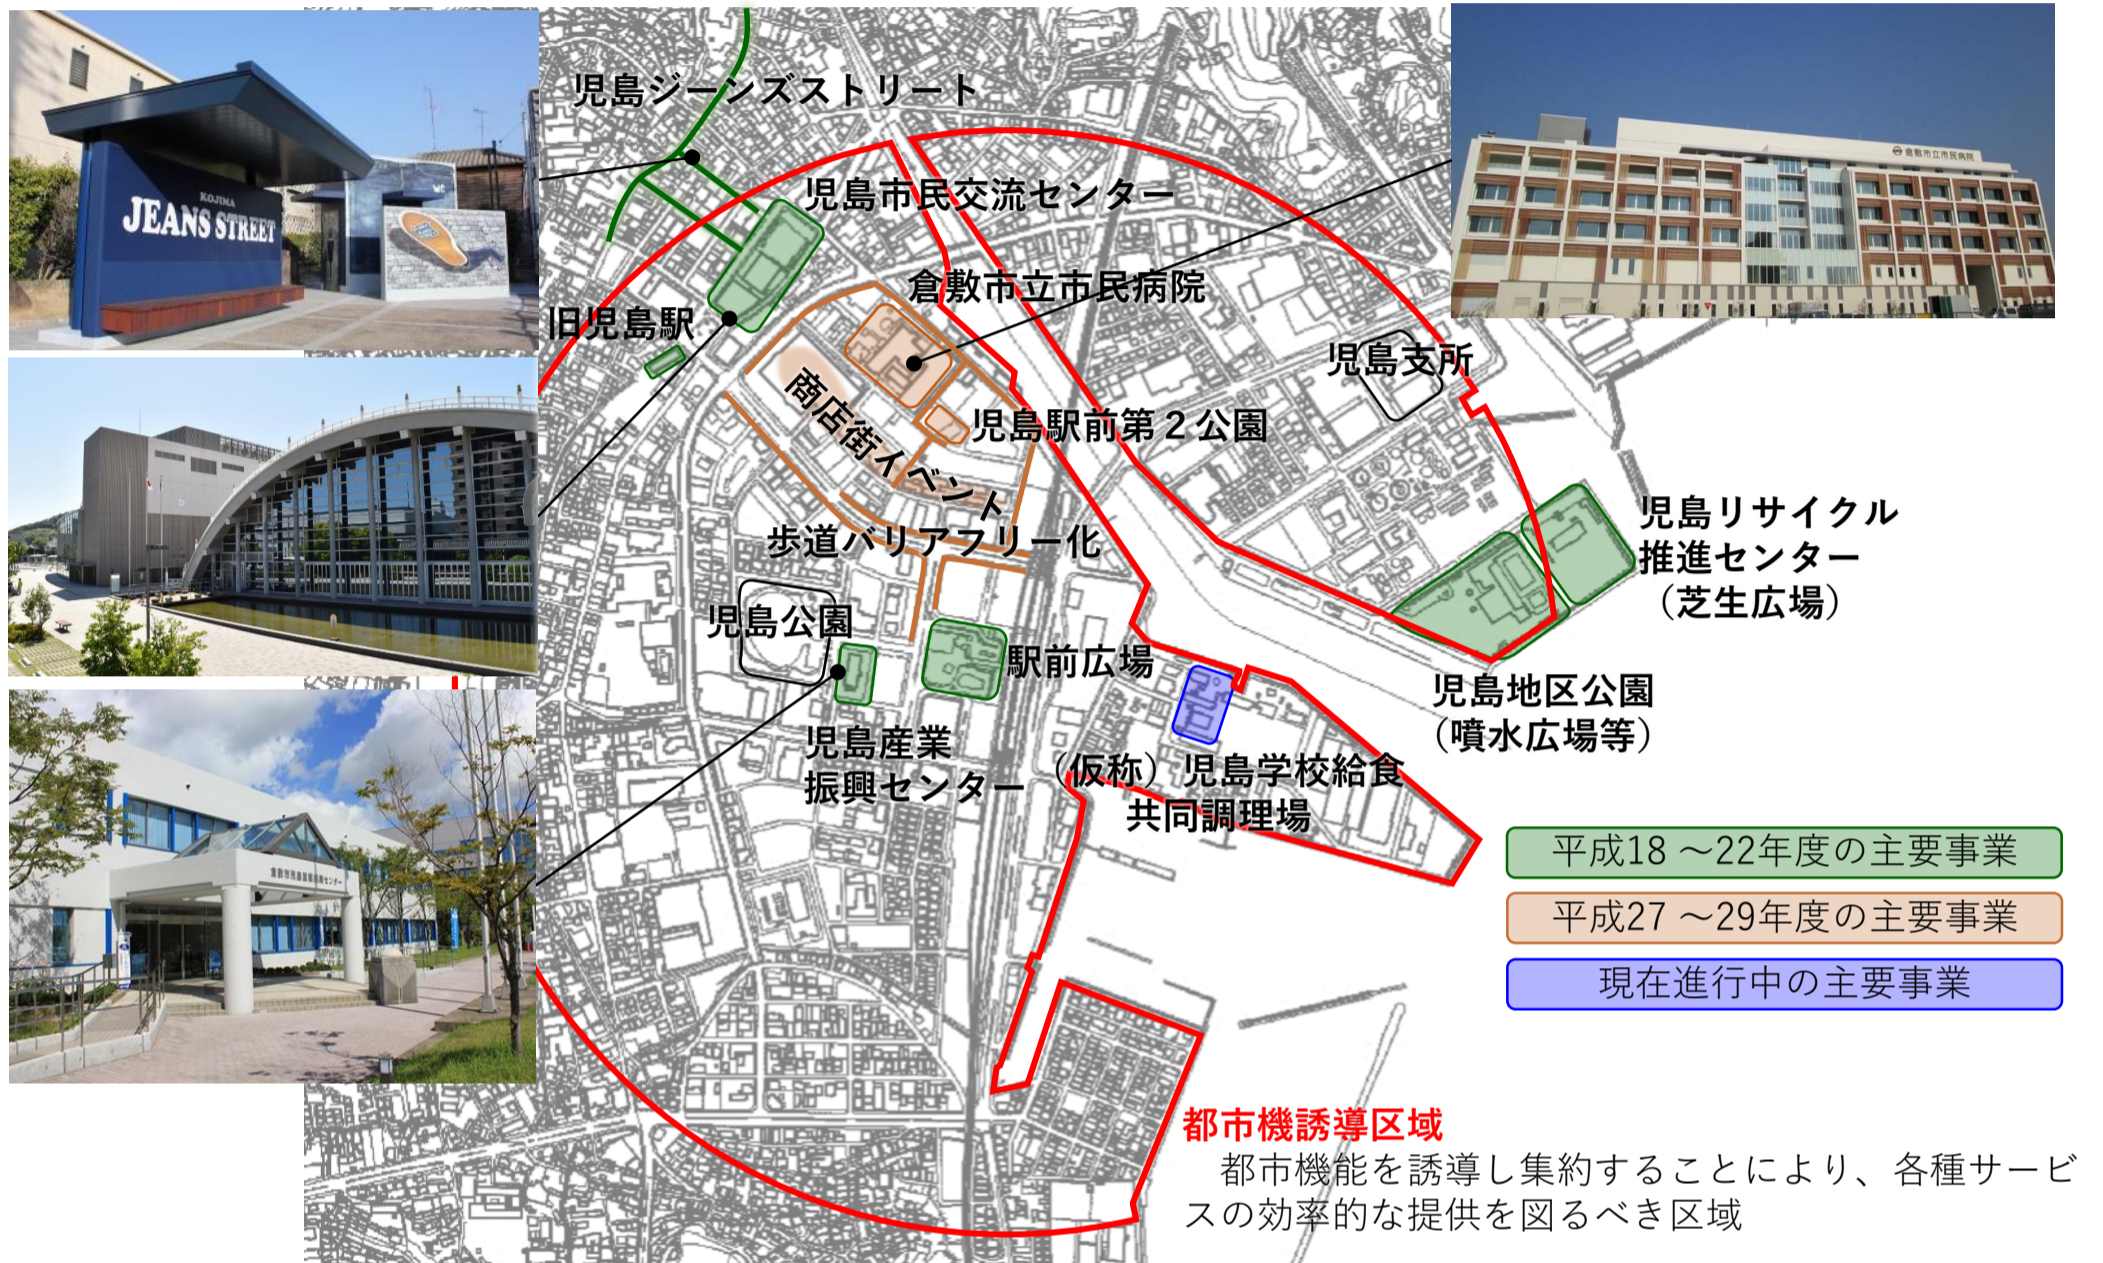 児島ジーンズストリート
KOJIMA
JEANS STREET
倉敷市立市民病院
児島市民交流センター
倉敷市立市民病院
旧児島駅
児島支所
商店街イベント
児島駅前第２公園
歩道バリアフリー化
児島リサイクル
推進センター
（芝生広場）
児島公園
駅前広場
児島地区公園
（噴水広場等）
児島産業
振興センター
（仮称）児島学校給食
共同調理場
平成18 ～22年度の主要事業
平成27 ～29年度の主要事業
現在進行中の主要事業
都市機誘導区域
都市機能を誘導し集約することにより、各種サービ
スの効率的な提供を図るべき区域